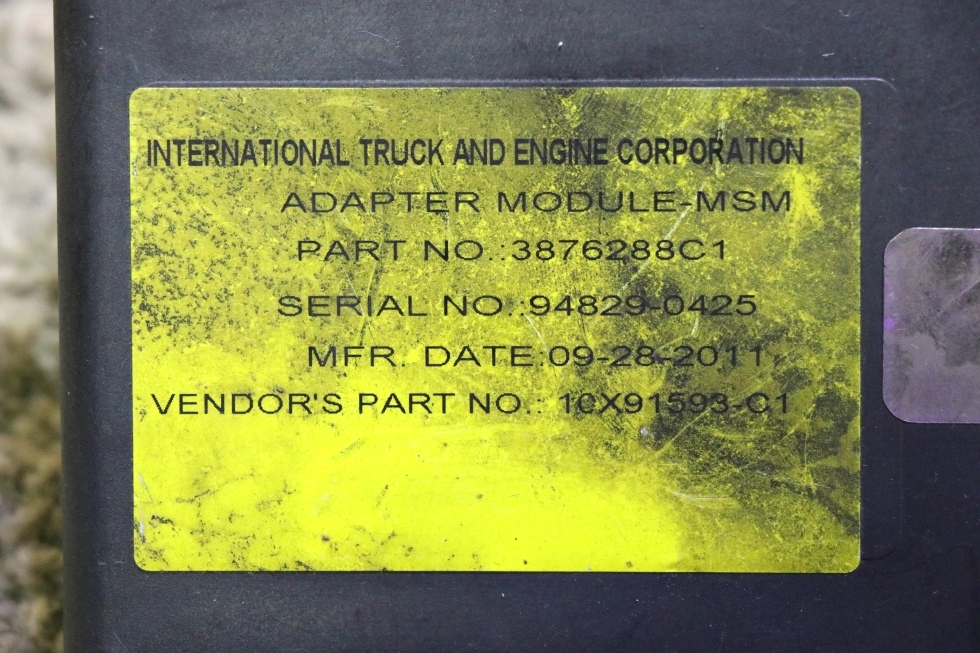 INTERNATIONAL TRUCK AND ENGINE CORPORATION
ADAPTER MODULE-MSM
PART NO.:3876288C1
SERIAL NO.:94829-0425
MFR. DATE:09-28-2011
VENDOR'S PART NO.: 10X91593-C1